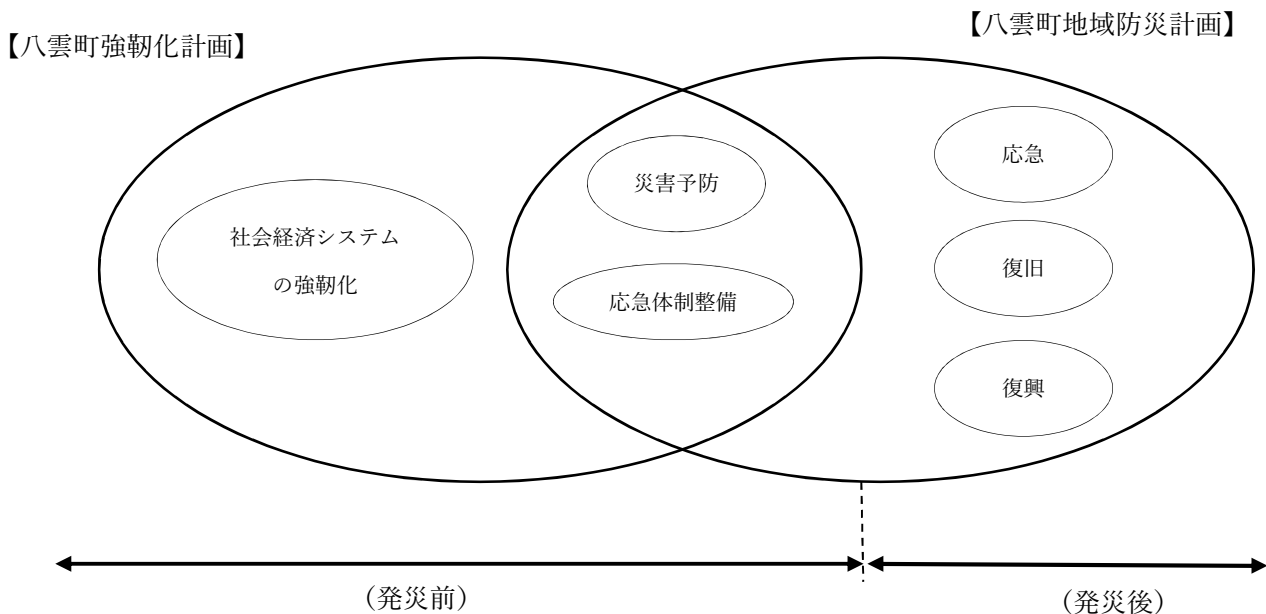 【八雲町強靭化計画】
【八雲町地域防災計画】
社会経済システム
の強靭化
災害予防
応急体制整備
応急
復旧
復興
（発災前）
（発災後）